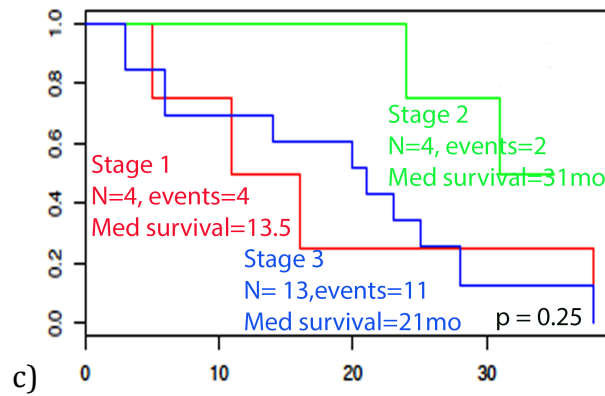 1.0
0.8
0.6
0.4
0.2
0.0
Stage 2
N=4, events=2
Med survival=31mo
Stage 1
N=4, events=4
Med survival=13.5
Stage 3
N= 13,events=11
Med survival=21mo
p = 0.25
c)
0 10 20 30